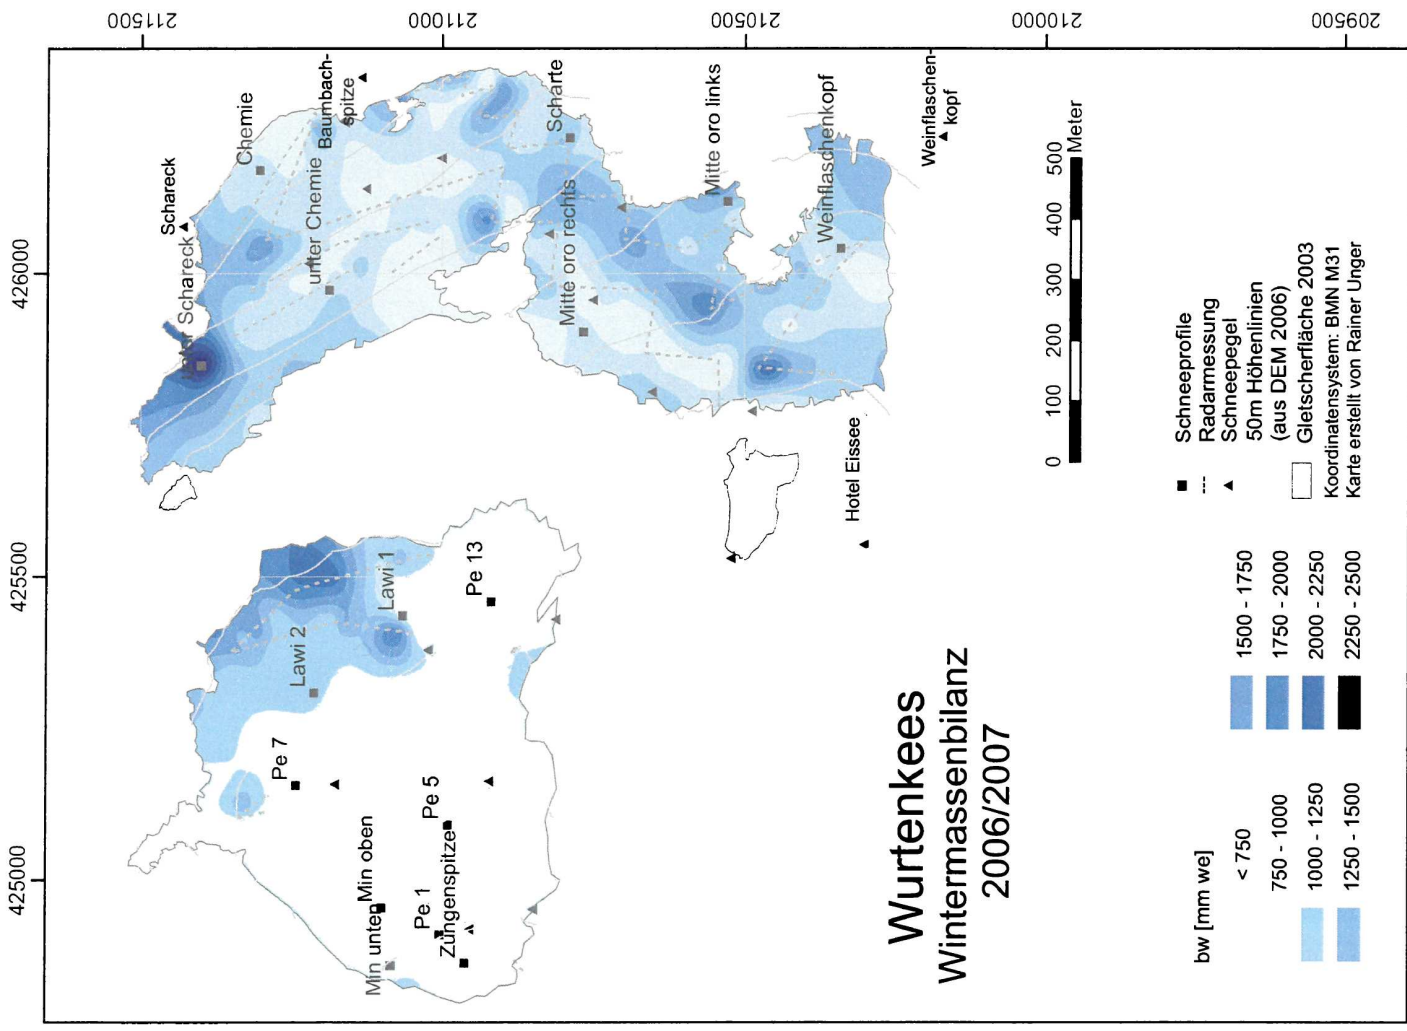 211500
211000
210500
210000
209500
426000
425500
425000
Schareck
Chemie
Baumbach-
spitze
Schareck
unter Chemie
Scharte
Mitte oro rechts
Mitte oro links
Weinflaschenkopf
Weinflaschen-
kopf
Hotel Eissee
Lawi 2
Lawi 1
Pe 13
Pe 7
Pe 5
Min oben
Min unten
Pe 1
Züngenspitze
Wurtenkees
Wintermassenbilanz
2006/2007
0 100 200 300 400 500
Meter
Schneeprofile
Radarmessung
Schneepegel
50m Höhenlinien
(aus DEM 2006)
Gletscherfläche 2003
Koordinatensystem: BMN M31
Karte erstellt von Rainer Unger
bw [mm we]
< 750
750 - 1000
1000 - 1250
1250 - 1500
1500 - 1750
1750 - 2000
2000 - 2250
2250 - 2500